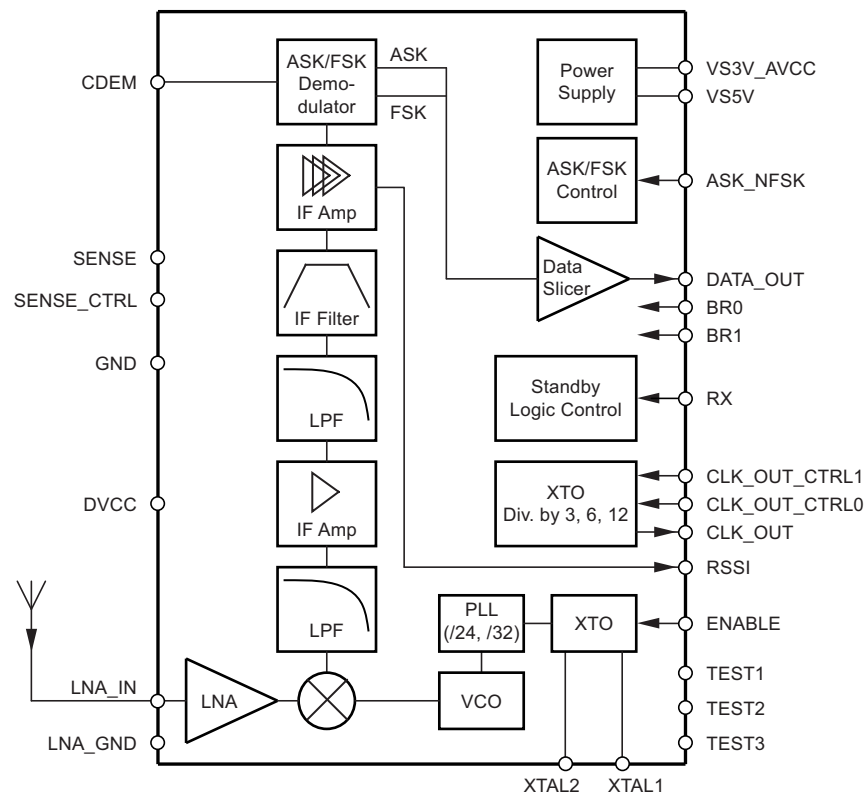 CDEM
SENSE
SENSE_CTRL
GND
DVCC
LNA_IN
LNA_GND
ASK/FSK
Demo-
dulator
ASK
FSK
IF Amp
IF Filter
LPF
IF Amp
LPF
LNA
Power
Supply
ASK/FSK
Control
Data
Slicer
Standby
Logic Control
XTO
Div. by 3, 6, 12
PLL
(/24, /32)
XTO
VCO
VS3V_AVCC
VS5V
ASK_NFSK
DATA_OUT
BR0
BR1
RX
CLK_OUT_CTRL1
CLK_OUT_CTRL0
CLK_OUT
RSSI
ENABLE
TEST1
TEST2
TEST3
XTAL2
XTAL1